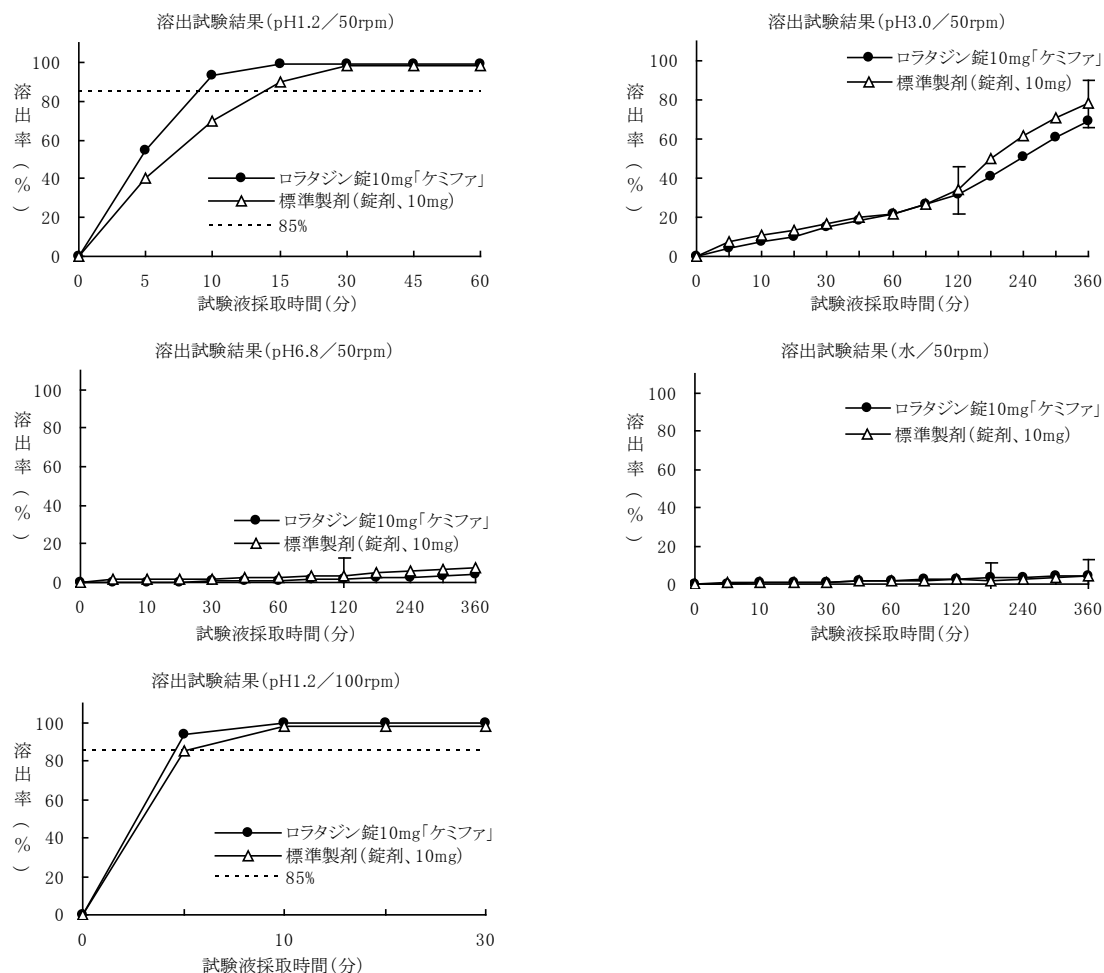 溶出試験結果(pH1.2／50rpm)
100
80
60
40
20
0
溶出率(%)
ロラタジン錠10mg「ケミファ」
標準製剤(錠剤、10mg)
85%
0 5 10 15 30 45 60
試験液採取時間(分)
溶出試験結果(pH3.0／50rpm)
100
80
60
40
20
0
溶出率(%)
ロラタジン錠10mg「ケミファ」
標準製剤(錠剤、10mg)
0 10 30 60 120 240 360
試験液採取時間(分)
溶出試験結果(pH6.8／50rpm)
100
80
60
40
20
0
溶出率(%)
ロラタジン錠10mg「ケミファ」
標準製剤(錠剤、10mg)
0 10 30 60 120 240 360
試験液採取時間(分)
溶出試験結果(水／50rpm)
100
80
60
40
20
0
溶出率(%)
ロラタジン錠10mg「ケミファ」
標準製剤(錠剤、10mg)
0 10 30 60 120 240 360
試験液採取時間(分)
溶出試験結果(pH1.2／100rpm)
100
80
60
40
20
0
溶出率(%)
ロラタジン錠10mg「ケミファ」
標準製剤(錠剤、10mg)
85%
0 10 30
試験液採取時間(分)